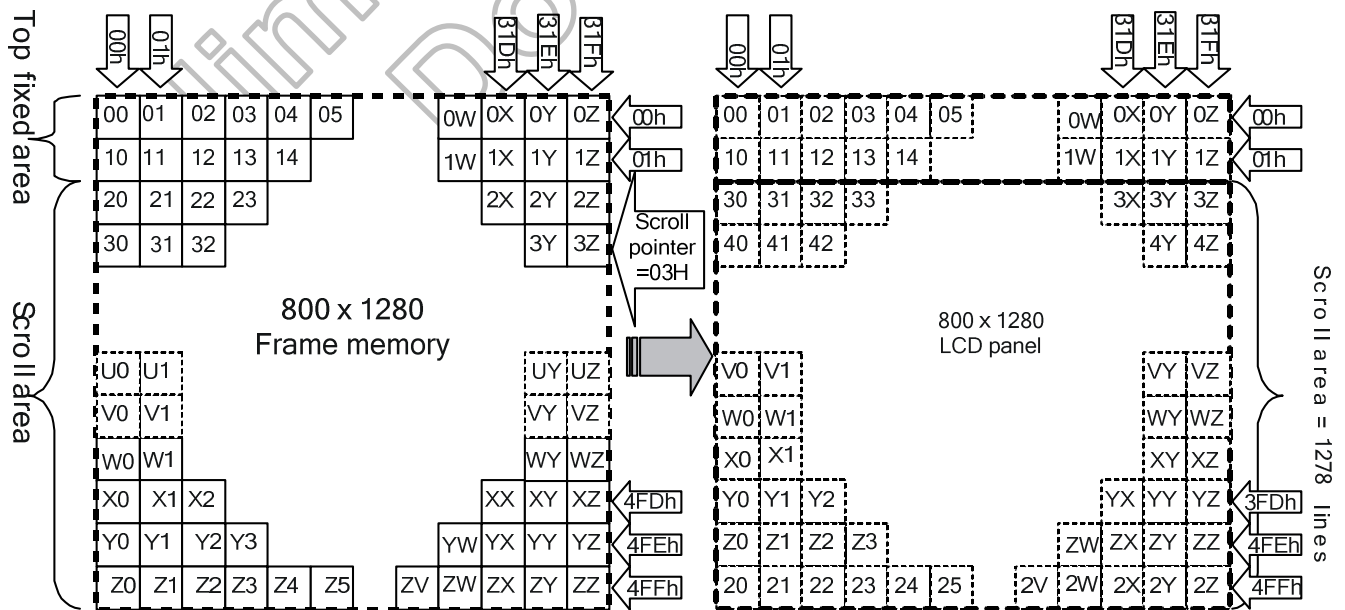 00h 01h 31Dh 31Eh 31Fh 00h 01h 31Dh 31Eh 31Fh
Top fixed area
00 01 02 03 04 05 0W 0X 0Y 0Z 00h 00 01 02 03 04 05 0W 0X 0Y 0Z 00h
10 11 12 13 14 1W 1X 1Y 1Z 01h 10 11 12 13 14 1W 1X 1Y 1Z 01h
20 21 22 23 2X 2Y 2Z 30 31 32 33 3X 3Y 3Z
30 31 32 3Y 3Z 40 41 42 4Y 4Z
Scroll
pointer
=03H
Scroll area
800 x 1280
Frame memory
800 x 1280
LCD panel
Scroll area = 1278 lines
U0 U1 UY UZ V0 V1 VY VZ
V0 V1 VY VZ W0 W1 WY WZ
W0 W1 WY WZ X0 X1 XY XZ
X0 X1 X2 XX XY XZ 4FDh Y0 Y1 Y2 YX YY YZ 3FDh
Y0 Y1 Y2 Y3 YW YX YY YZ 4FEh Z0 Z1 Z2 Z3 ZW ZX ZY ZZ 4FEh
Z0 Z1 Z2 Z3 Z4 Z5 ZV ZW ZX ZY ZZ 4FFh 20 21 22 23 24 25 2V 2W 2X 2Y 2Z 4FFh